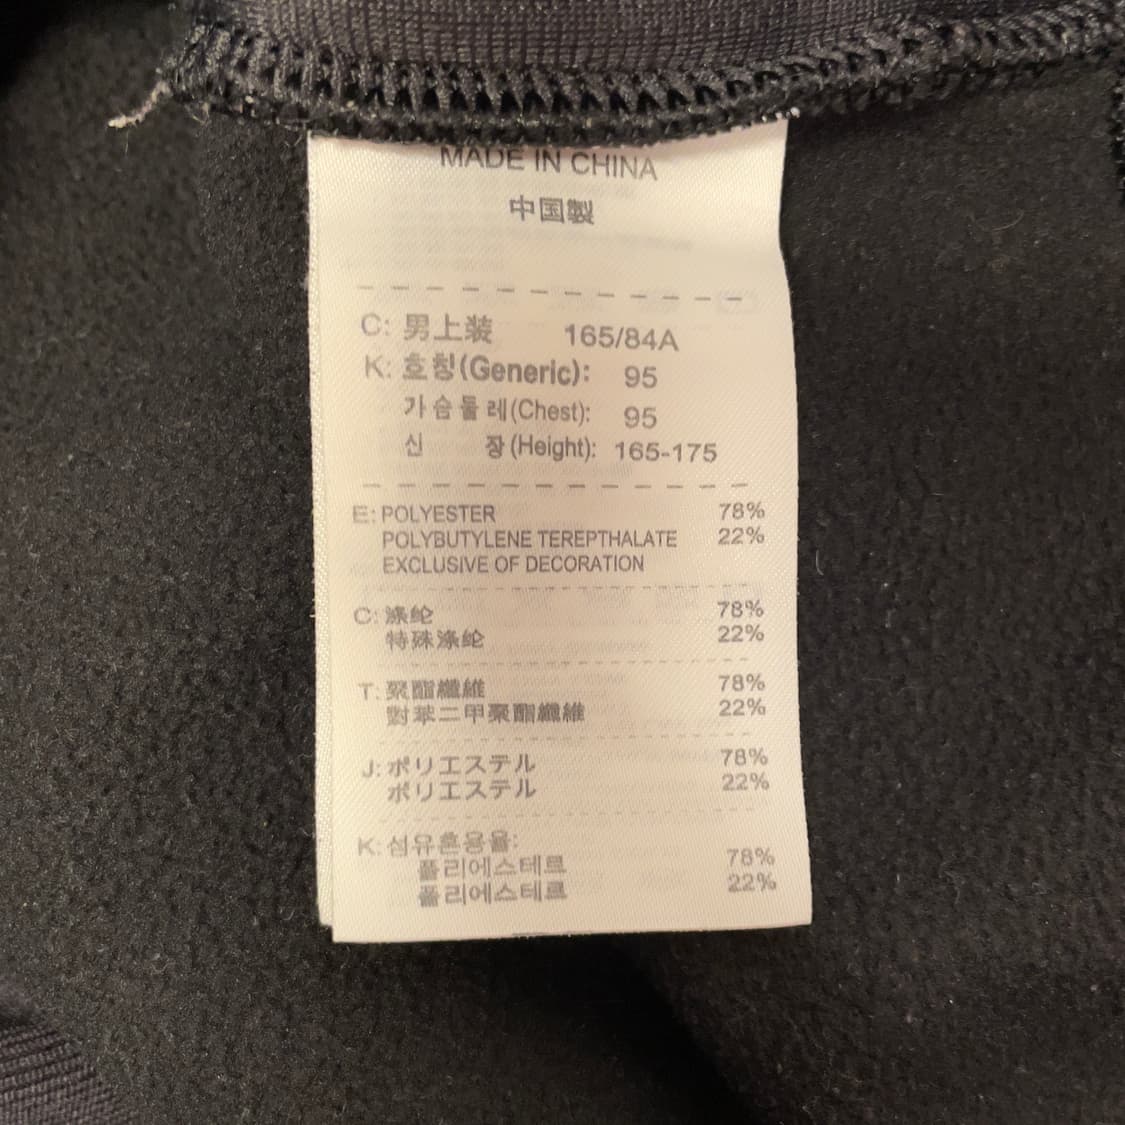 MADE IN CHINA
中国製
C: 男上装 165/84A
K: 호칭(Generic): 95
가슴둘레(Chest): 95
신 장(Height): 165-175
E: POLYESTER 78%
POLYBUTYLENE TEREPTHALATE 22%
EXCLUSIVE OF DECORATION
C: 涤纶 78%
特殊涤纶 22%
T: 聚酯纖維 78%
對苯二甲聚酯纖維 22%
J: ポリエステル 78%
ポリエステル 22%
K: 섬유혼용율:
폴리에스테르 78%
폴리에스테르 22%